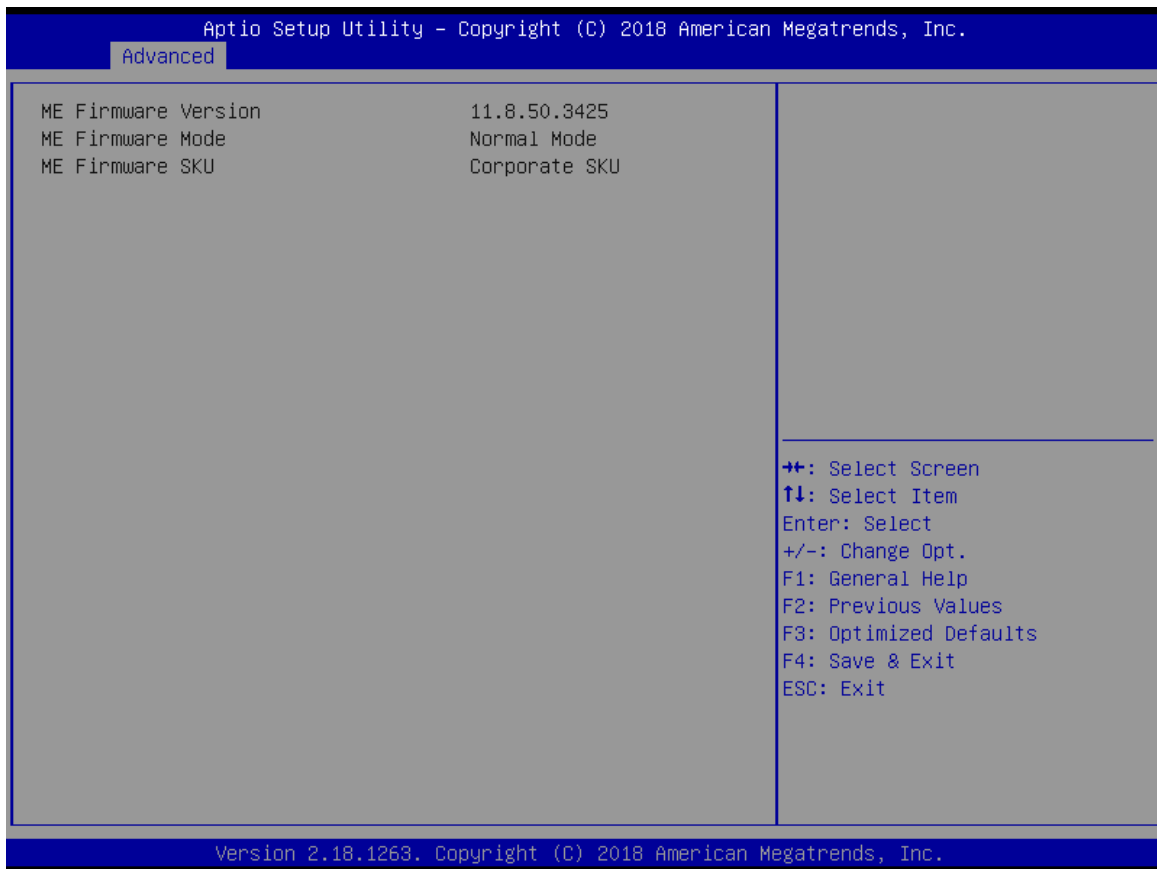 Aptio Setup Utility – Copyright (C) 2018 American Megatrends, Inc.
Advanced
ME Firmware Version 11.8.50.3425
ME Firmware Mode Normal Mode
ME Firmware SKU Corporate SKU
→←: Select Screen
↑↓: Select Item
Enter: Select
+/-: Change Opt.
F1: General Help
F2: Previous Values
F3: Optimized Defaults
F4: Save & Exit
ESC: Exit
Version 2.18.1263. Copyright (C) 2018 American Megatrends, Inc.